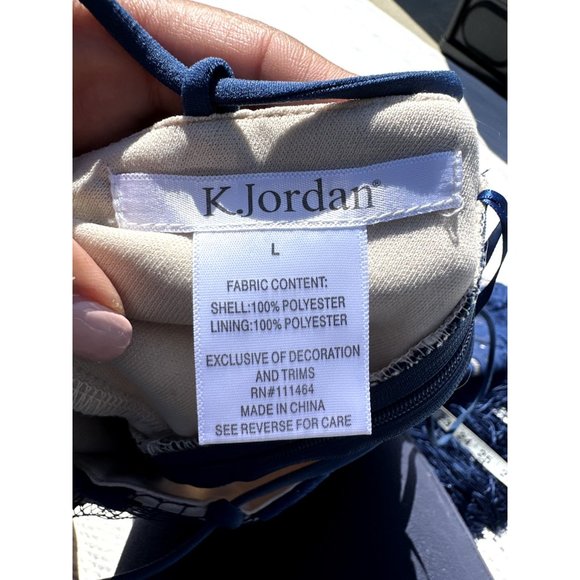 K.Jordan®
L
FABRIC CONTENT:
SHELL:100% POLYESTER
LINING:100% POLYESTER
EXCLUSIVE OF DECORATION
AND TRIMS
RN#111464
MADE IN CHINA
SEE REVERSE FOR CARE